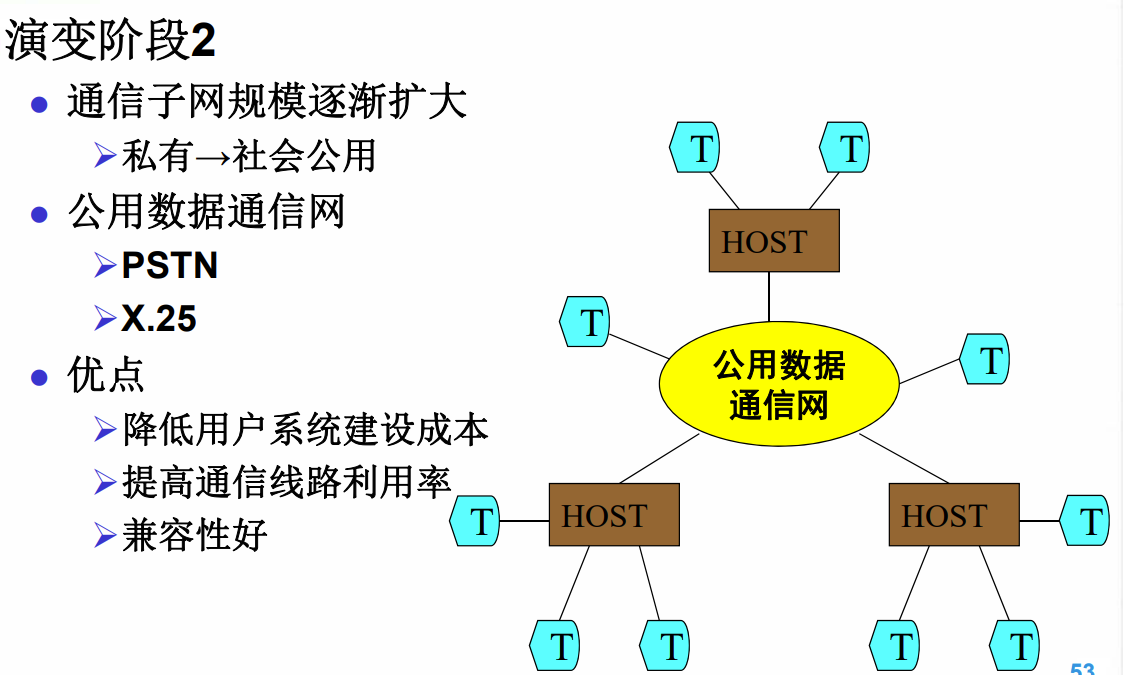 演变阶段2
● 通信子网规模逐渐扩大
➢私有→社会公用
● 公用数据通信网
➢PSTN
➢X.25
● 优点
➢降低用户系统建设成本
➢提高通信线路利用率
➢兼容性好
T
T
HOST
T
公用数据
通信网
T
HOST
HOST
T
T
T
T
T
T
53